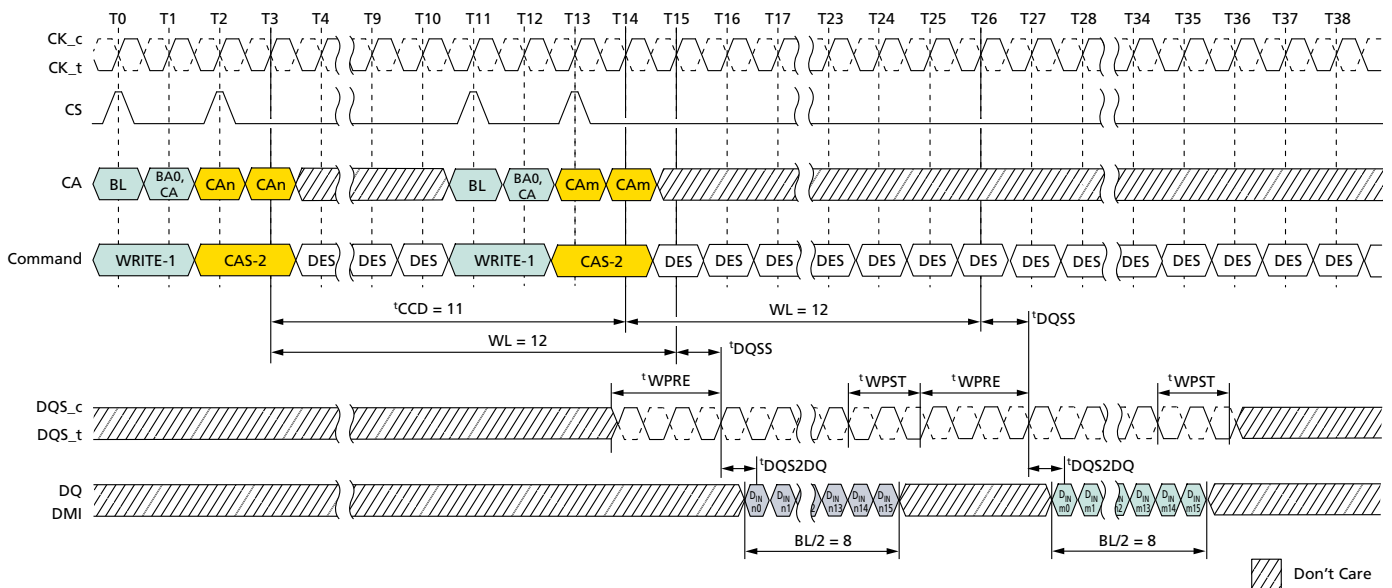 T0 T1 T2 T3 T4 T9 T10 T11 T12 T13 T14 T15 T16 T17 T23 T24 T25 T26 T27 T28 T34 T35 T36 T37 T38
CK_c
CK_t
CS
CA BL BA0, CA CAn CAn BL BA0, CA CAm CAm
Command WRITE-1 CAS-2 DES DES DES WRITE-1 CAS-2 DES DES DES DES DES DES DES DES DES DES DES DES DES DES
tCCD = 11 WL = 12 tDQSS
WL = 12 tDQSS
tWPRE tWPST tWPRE tWPST
DQS_c
DQS_t
tDQS2DQ tDQS2DQ
DQ DIN n0 DIN n1 DIN n13 DIN n14 DIN n15 DIN m0 DIN m1 DIN m13 DIN m14 DIN m15
DMI
BL/2 = 8 BL/2 = 8
Don't Care